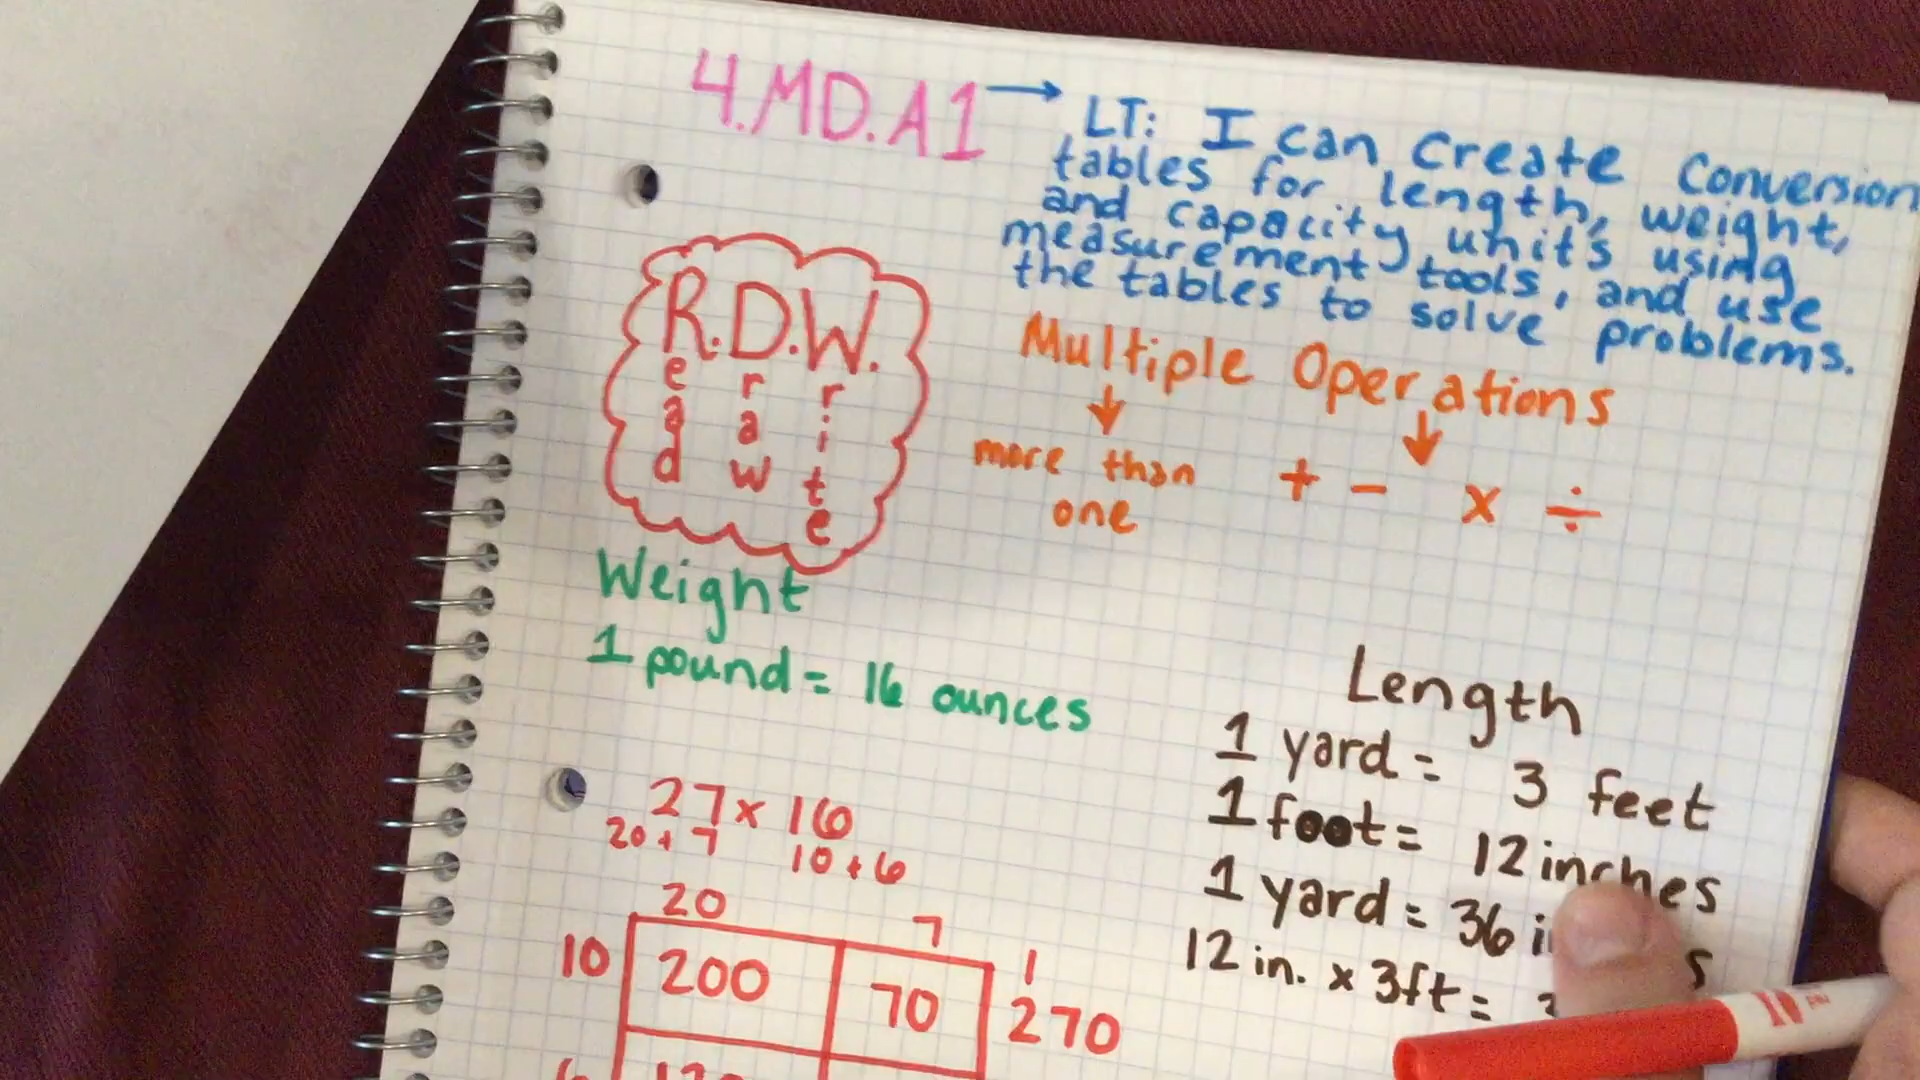 4.MD.A1 → LT: I can create conversion
tables for length, weight,
and capacity units using
measurement tools, and use
the tables to solve problems.
R.D.W.
Read
Draw
Write
Multiple Operations
more than
one
+ - x ÷
Weight
1 pound = 16 ounces
27 x 16
20 + 7 10 + 6
20 7
10 200 70 270
1
Length
1 yard = 3 feet
1 foot = 12 inches
1 yard = 36
12 in. x 3ft =